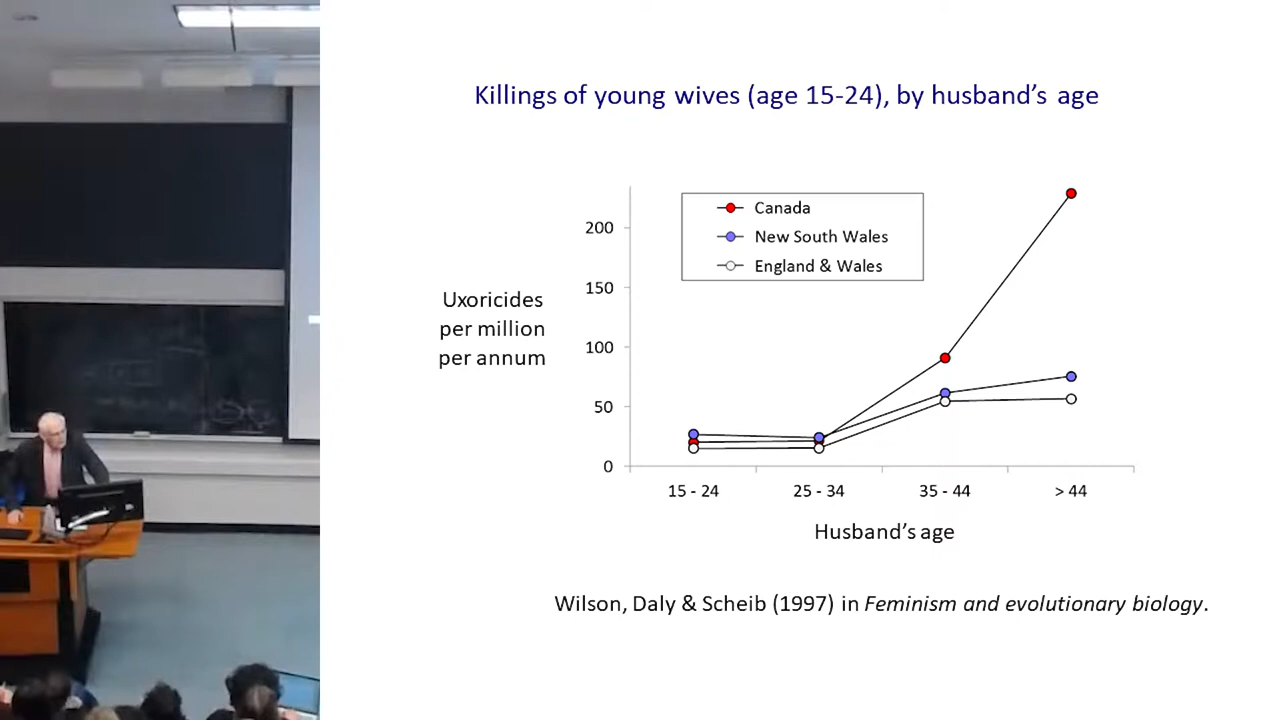 Killings of young wives (age 15-24), by husband's age
Canada
New South Wales
England & Wales
Uxoricides
per million
per annum
200
150
100
50
0
15 - 24
25 - 34
35 - 44
> 44
Husband's age
Wilson, Daly & Scheib (1997) in Feminism and evolutionary biology.